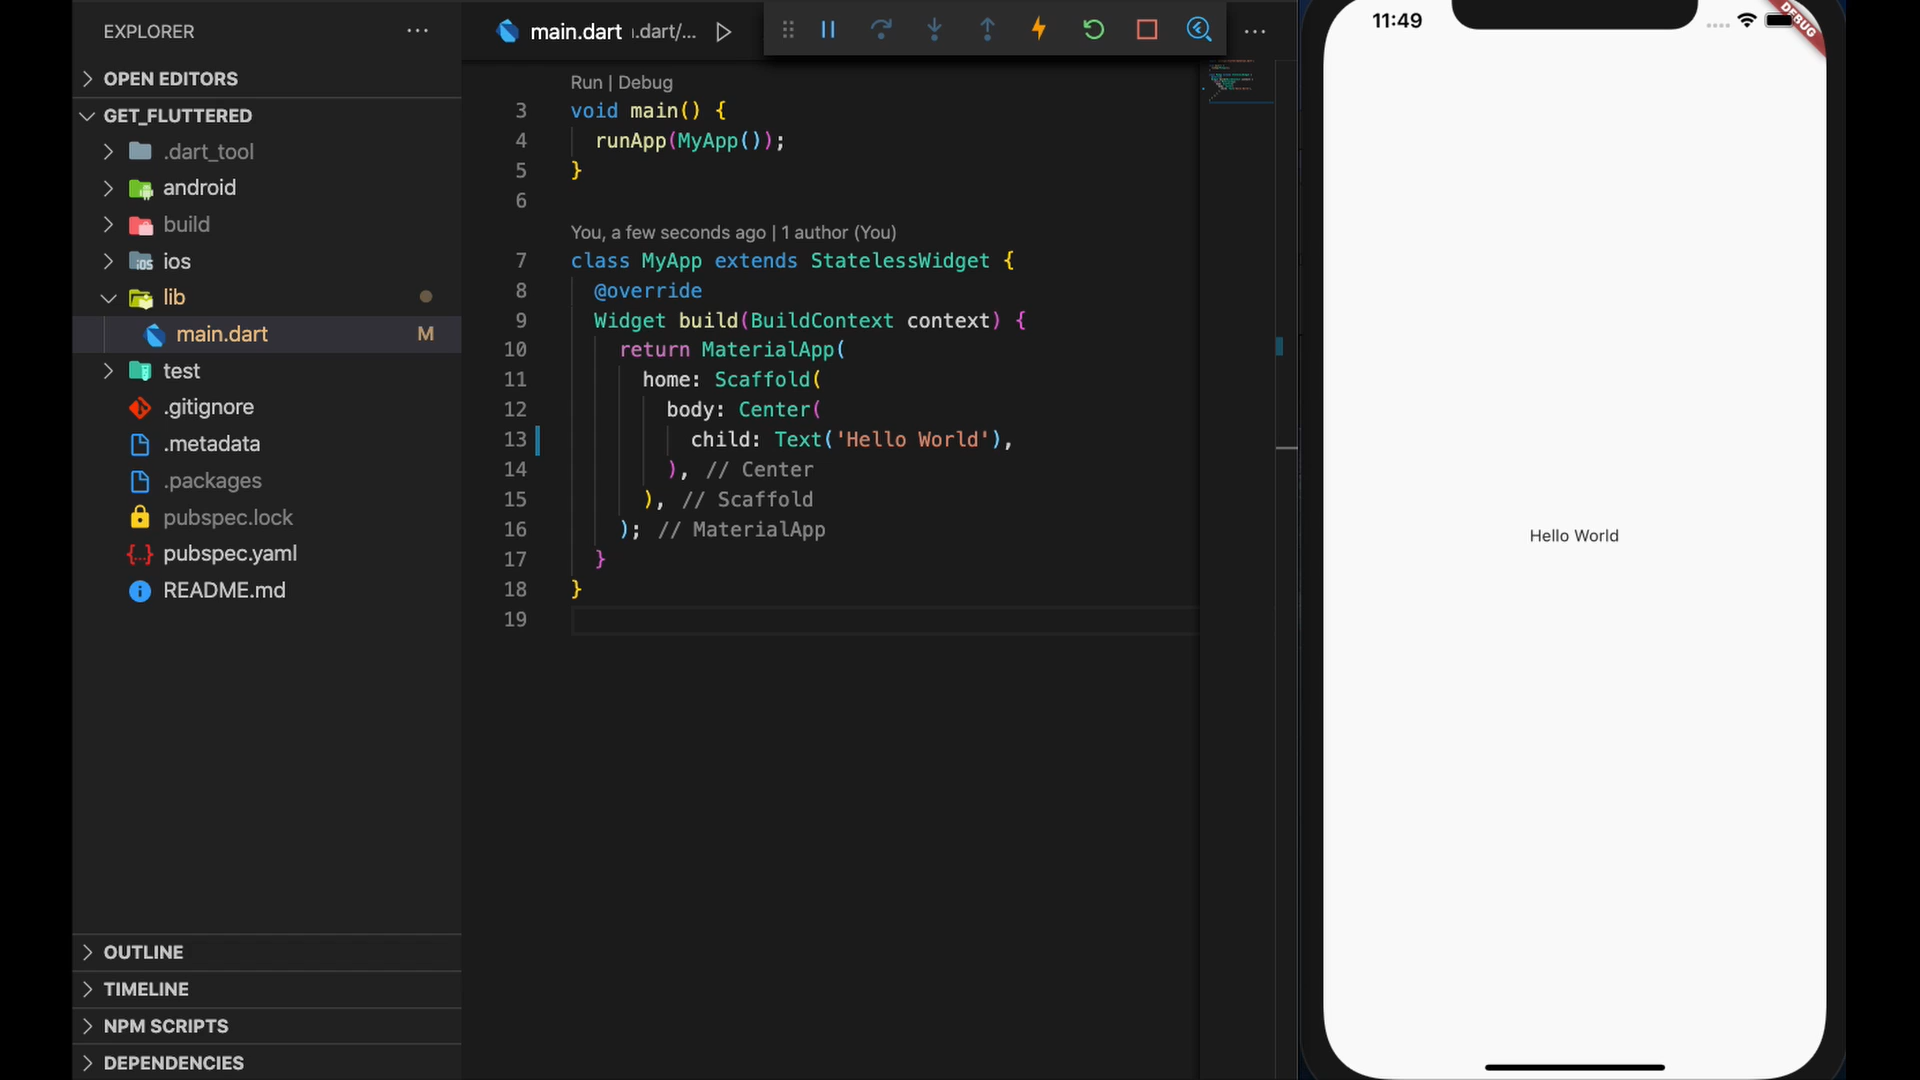 EXPLORER
OPEN EDITORS
GET_FLUTTERED
.dart_tool
android
build
ios
lib
main.dart M
test
.gitignore
.metadata
.packages
pubspec.lock
pubspec.yaml
README.md
OUTLINE
TIMELINE
NPM SCRIPTS
DEPENDENCIES
main.dart ı.dart/...
Run | Debug
3 void main() {
4 runApp(MyApp());
5 }
6
You, a few seconds ago | 1 author (You)
7 class MyApp extends StatelessWidget {
8 @override
9 Widget build(BuildContext context) {
10 return MaterialApp(
11 home: Scaffold(
12 body: Center(
13 child: Text('Hello World'),
14 ), // Center
15 ), // Scaffold
16 ); // MaterialApp
17 }
18 }
19
11:49
DEBUG
Hello World